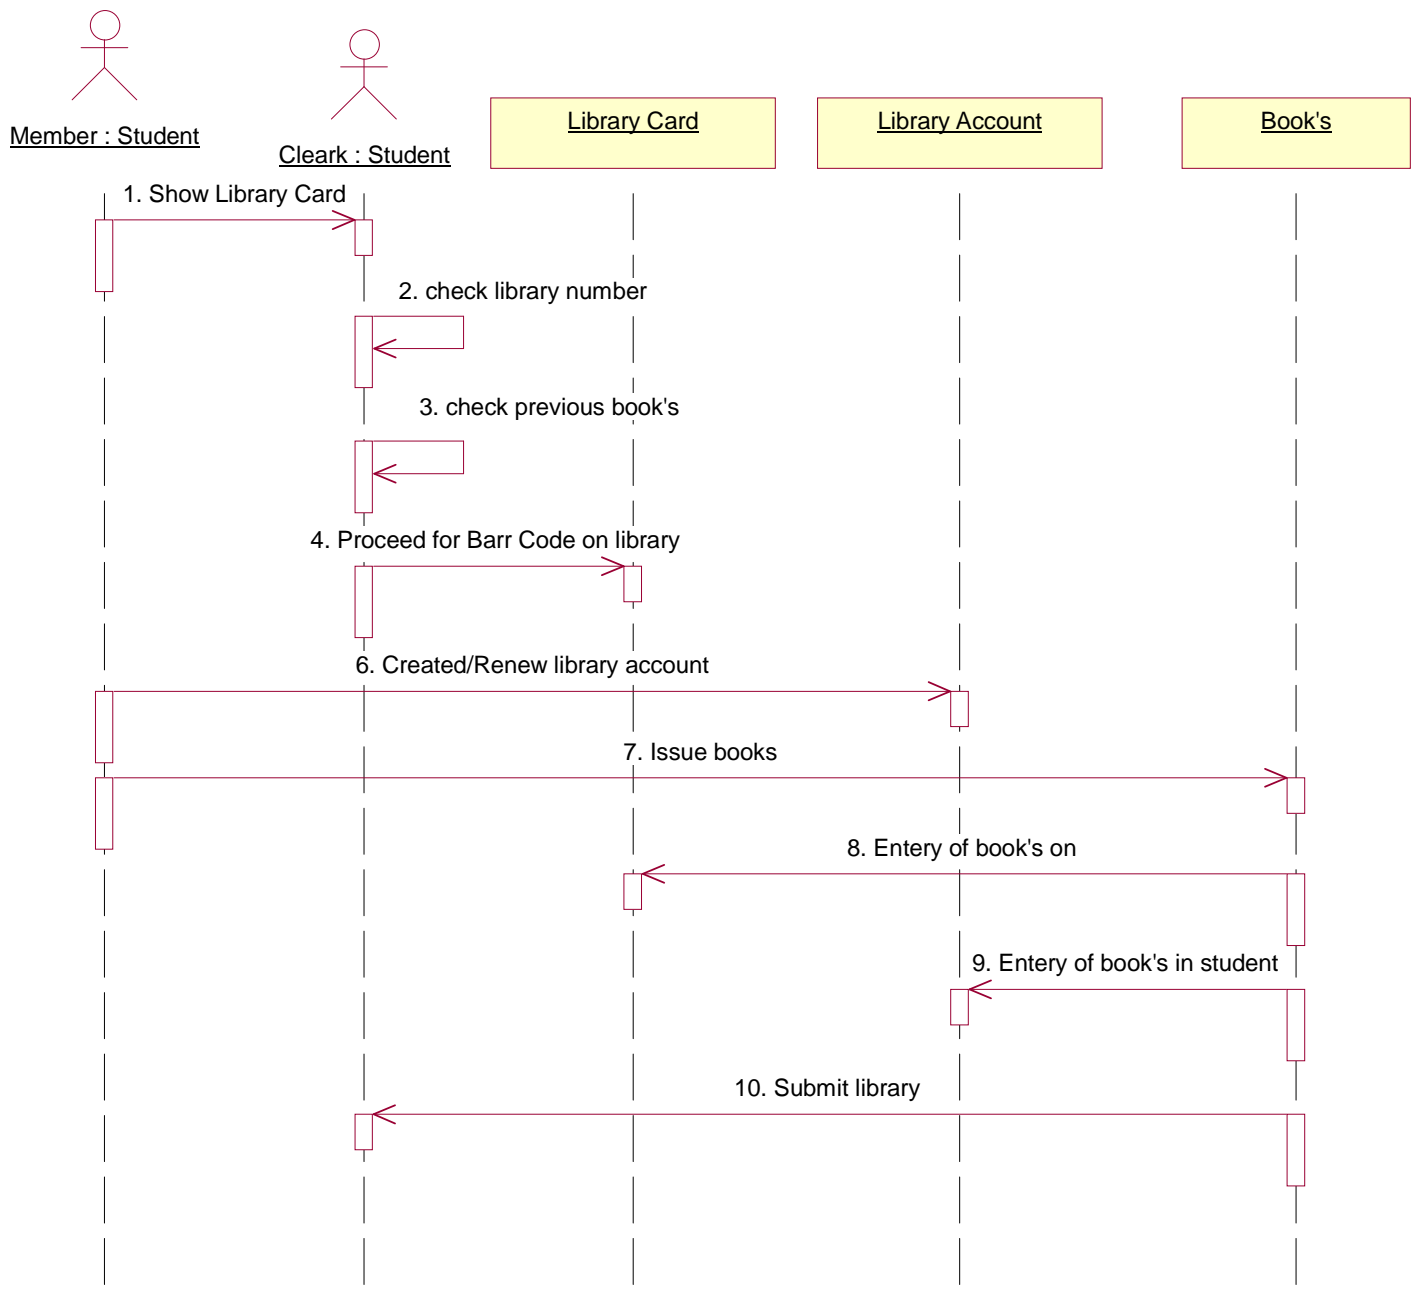 Member : Student
Cleark : Student
Library Card
Library Account
Book's
1. Show Library Card
2. check library number
3. check previous book's
4. Proceed for Barr Code on library
6. Created/Renew library account
7. Issue books
8. Entery of book's on
9. Entery of book's in student
10. Submit library